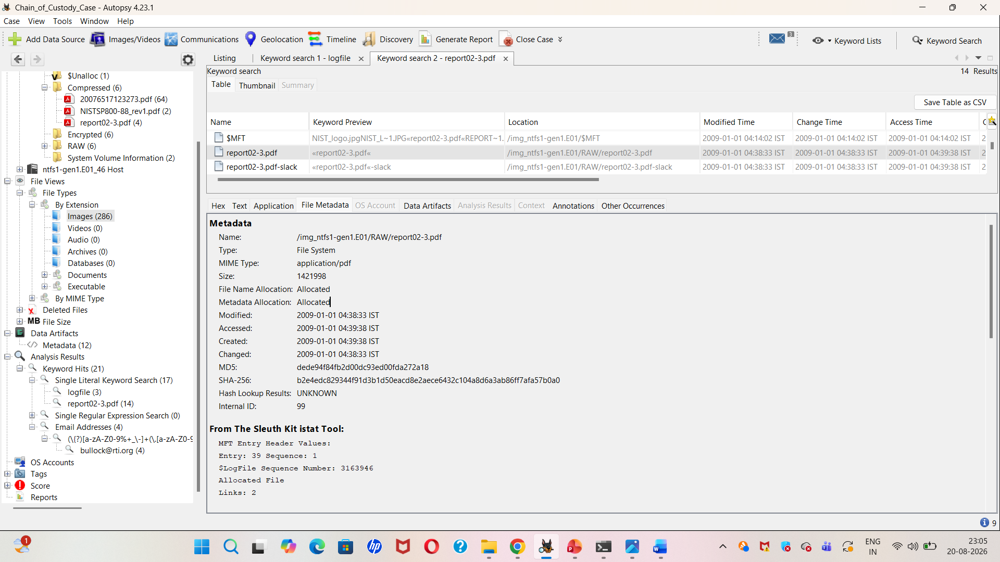 Chain_of_Custody_Case - Autopsy 4.23.1
Case View Tools Window Help
Add Data Source Images/Videos Communications Geolocation Timeline Discovery Generate Report Close Case 3 Keyword Lists Keyword Search
Listing Keyword search 1 - logfile Keyword search 2 - report02-3.pdf
$Unalloc (1)
Compressed (6)
20076517123273.pdf (64)
NISTSP800-88_rev1.pdf (2)
report02-3.pdf (4)
Encrypted (6)
RAW (6)
System Volume Information (2)
ntfs1-gen1.E01_46 Host
File Views
File Types
By Extension
Images (286)
Videos (0)
Audio (0)
Archives (0)
Databases (0)
Documents
Executable
By MIME Type
Deleted Files
MB File Size
Data Artifacts
Metadata (12)
Analysis Results
Keyword Hits (21)
Single Literal Keyword Search (17)
logfile (3)
report02-3.pdf (14)
Single Regular Expression Search (0)
Email Addresses (4)
(\{?)[a-zA-Z0-9%+_\-]+(\.[a-zA-Z0-9
bullock@rti.org (4)
OS Accounts
Tags
Score
Reports
Keyword search 14 Results
Table Thumbnail Summary
Save Table as CSV
Name Keyword Preview Location Modified Time Change Time Access Time C
$MFT NIST_logo.jpgNIST_L~1.JPG«report02-3.pdf«REPORT~1. /img_ntfs1-gen1.E01/$MFT 2009-01-01 04:14:02 IST 2009-01-01 04:14:02 IST 2009-01-01 04:14:02 IST 2
report02-3.pdf «report02-3.pdf« /img_ntfs1-gen1.E01/RAW/report02-3.pdf 2009-01-01 04:38:33 IST 2009-01-01 04:38:33 IST 2009-01-01 04:39:38 IST 2
report02-3.pdf-slack «report02-3.pdf«-slack /img_ntfs1-gen1.E01/RAW/report02-3.pdf-slack 2009-01-01 04:38:33 IST 2009-01-01 04:38:33 IST 2009-01-01 04:39:38 IST 2
Hex Text Application File Metadata OS Account Data Artifacts Analysis Results Context Annotations Other Occurrences
Metadata
Name: /img_ntfs1-gen1.E01/RAW/report02-3.pdf
Type: File System
MIME Type: application/pdf
Size: 1421998
File Name Allocation: Allocated
Metadata Allocation: Allocated
Modified: 2009-01-01 04:38:33 IST
Accessed: 2009-01-01 04:39:38 IST
Created: 2009-01-01 04:39:38 IST
Changed: 2009-01-01 04:38:33 IST
MD5: dede94f84fb2d00dc93ed00fda272a18
SHA-256: b2e4edc829344f91d3b1d50eacd8e2aece6432c104a8d6a3ab86ff7afa57b0a0
Hash Lookup Results: UNKNOWN
Internal ID: 99
From The Sleuth Kit istat Tool:
MFT Entry Header Values:
Entry: 39 Sequence: 1
$LogFile Sequence Number: 3163946
Allocated File
Links: 2
9
1
ENG
IN
23:05
20-08-2026